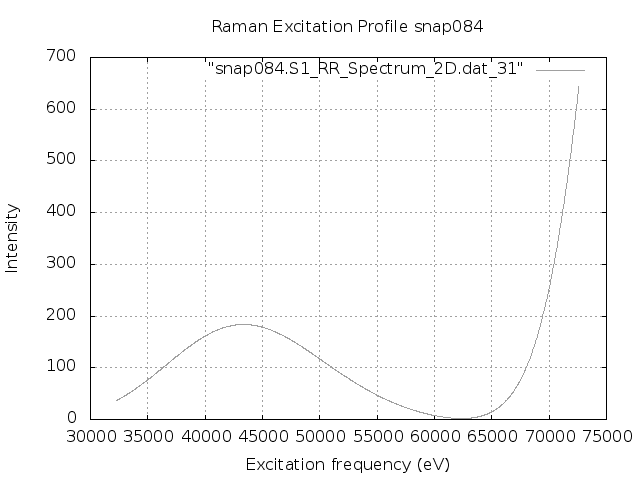 Raman Excitation Profile snap084
"snap084.S1_RR_Spectrum_2D.dat_31"
700
600
500
400
300
200
100
0
Intensity
30000 35000 40000 45000 50000 55000 60000 65000 70000 75000
Excitation frequency (eV)